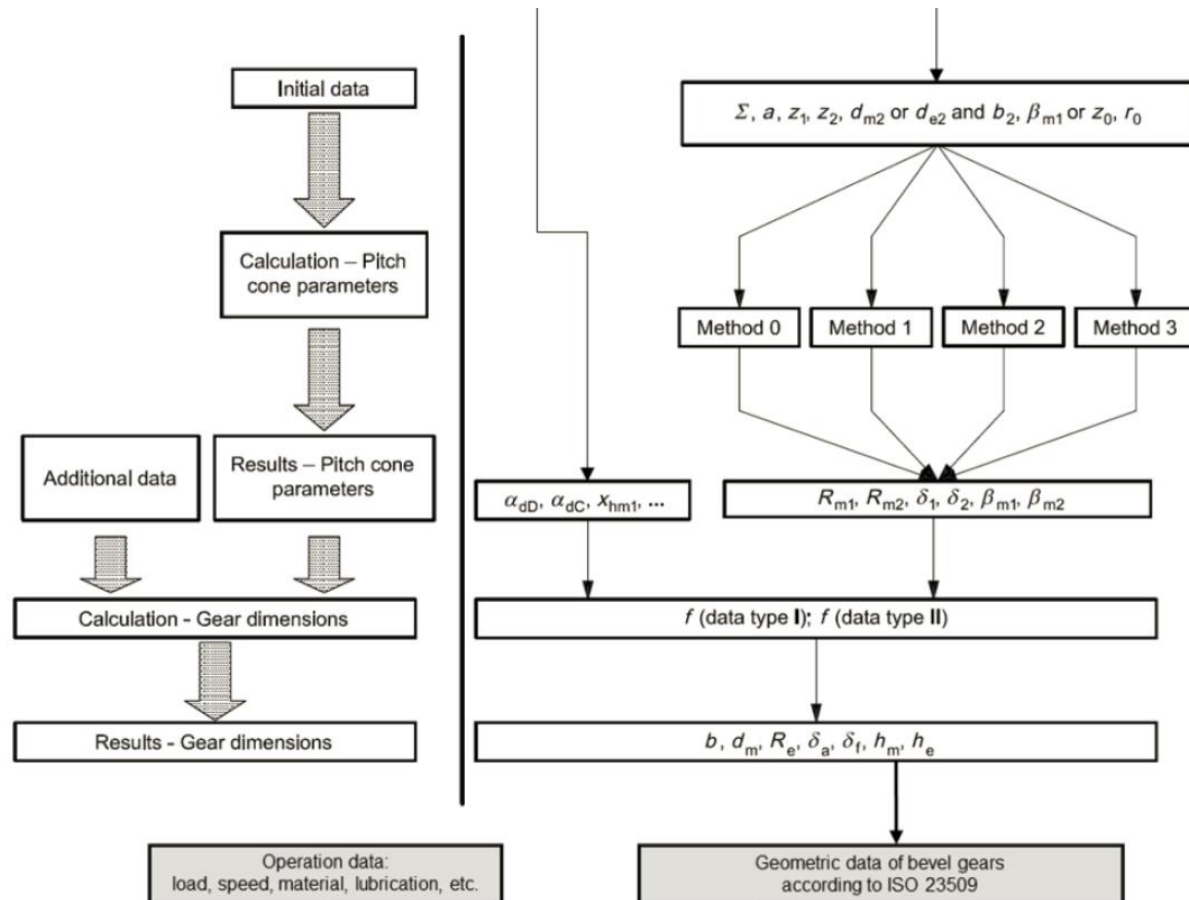 Initial data
Calculation – Pitch
cone parameters
Additional data
Results – Pitch cone
parameters
Calculation - Gear dimensions
Results - Gear dimensions
Operation data:
load, speed, material, lubrication, etc.
Σ, a, z1, z2, dm2 or de2 and b2, βm1 or z0, r0
Method 0
Method 1
Method 2
Method 3
αdD, αdC, xhm1, ...
Rm1, Rm2, δ1, δ2, βm1, βm2
f (data type I); f (data type II)
b, dm, Re, δa, δf, hm, he
Geometric data of bevel gears
according to ISO 23509